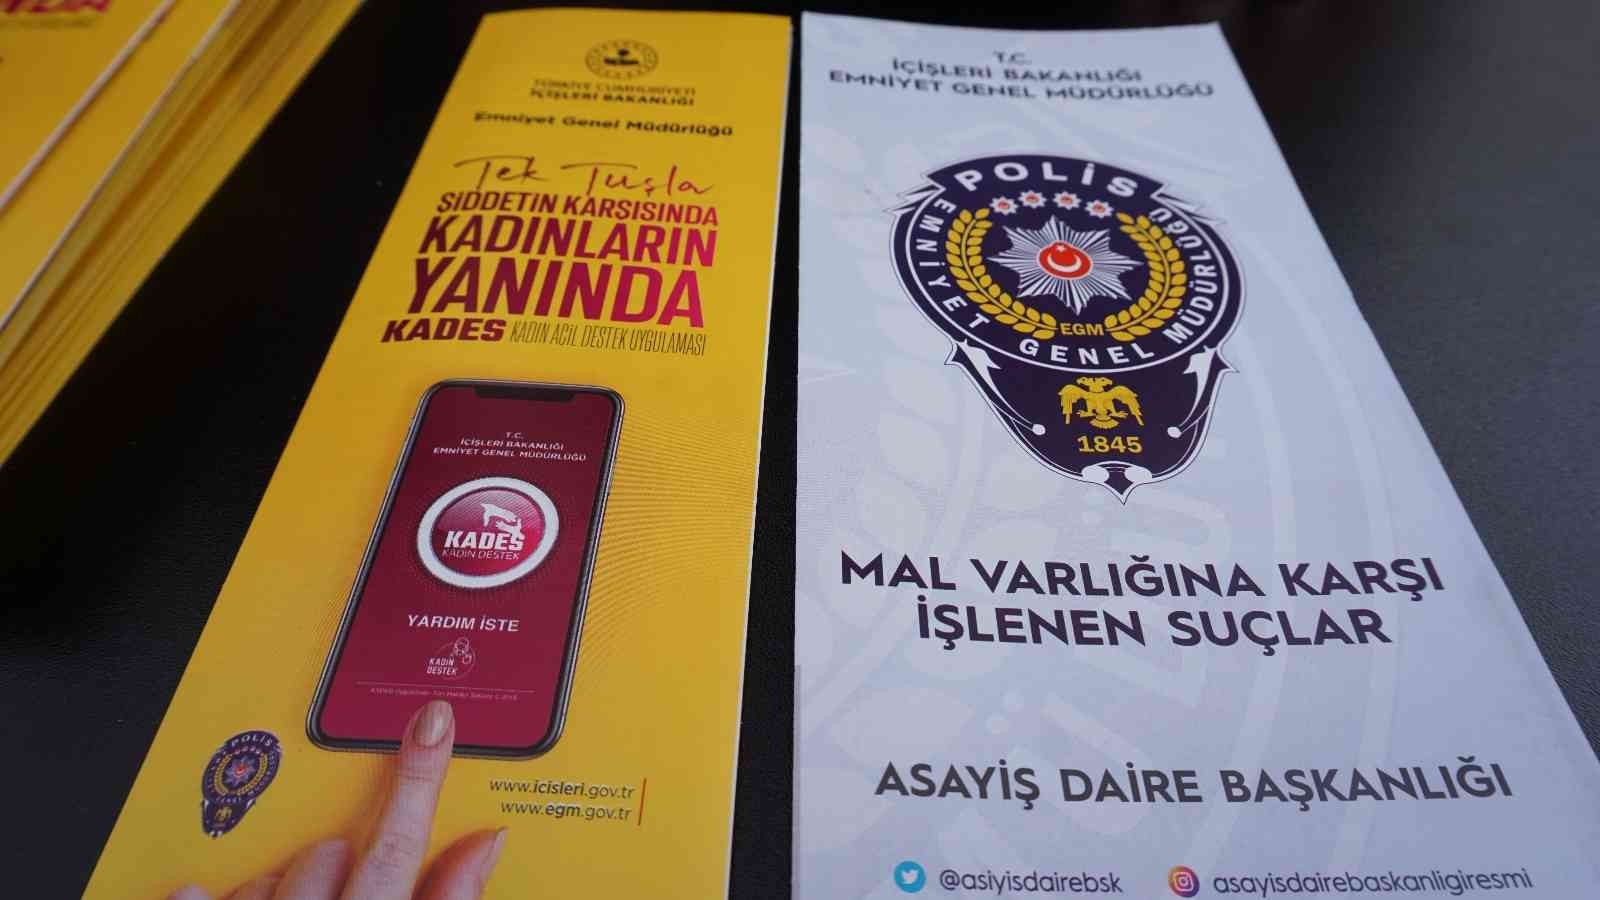 TÜRKİYE CUMHURİYETİ
İÇİŞLERİ BAKANLIĞI
Emniyet Genel Müdürlüğü
Tek Tuşla
ŞİDDETİN KARŞISINDA
KADINLARIN
YANINDA
KADES KADIN ACİL DESTEK UYGULAMASI
T.C.
İÇİŞLERİ BAKANLIĞI
EMNİYET GENEL MÜDÜRLÜĞÜ
KADES
KADIN DESTEK
YARDIM İSTE
KADIN
DESTEK
POLİS
www.icisleri.gov.tr
www.egm.gov.tr
T.C.
İÇİŞLERİ BAKANLIĞI
EMNİYET GENEL MÜDÜRLÜĞÜ
POLİS
EMNİYET GENEL MÜDÜRLÜĞÜ
EGM
1845
MAL VARLIĞINA KARŞI
İŞLENEN SUÇLAR
ASAYİŞ DAİRE BAŞKANLIĞI
@asiyisdairebsk asayisdairebaskanligiresmi